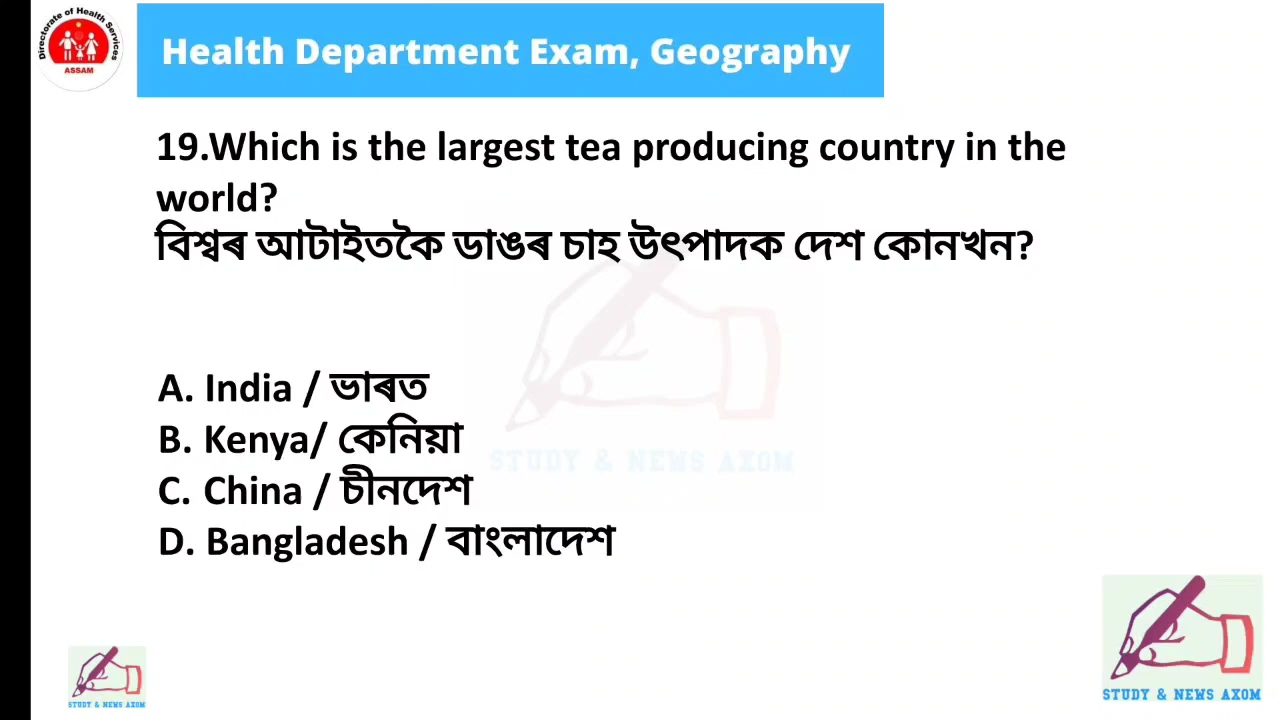 Directorate of Health Services
ASSAM
Health Department Exam, Geography
19.Which is the largest tea producing country in the
world?
বিশ্বৰ আটাইতকৈ ডাঙৰ চাহ উৎপাদক দেশ কোনখন?
A. India / ভাৰত
B. Kenya/ কেনিয়া
C. China / চীনদেশ
D. Bangladesh / বাংলাদেশ
STUDY & NEWS AXOM
STUDY & NEWS AXOM
STUDY & NEWS AXOM